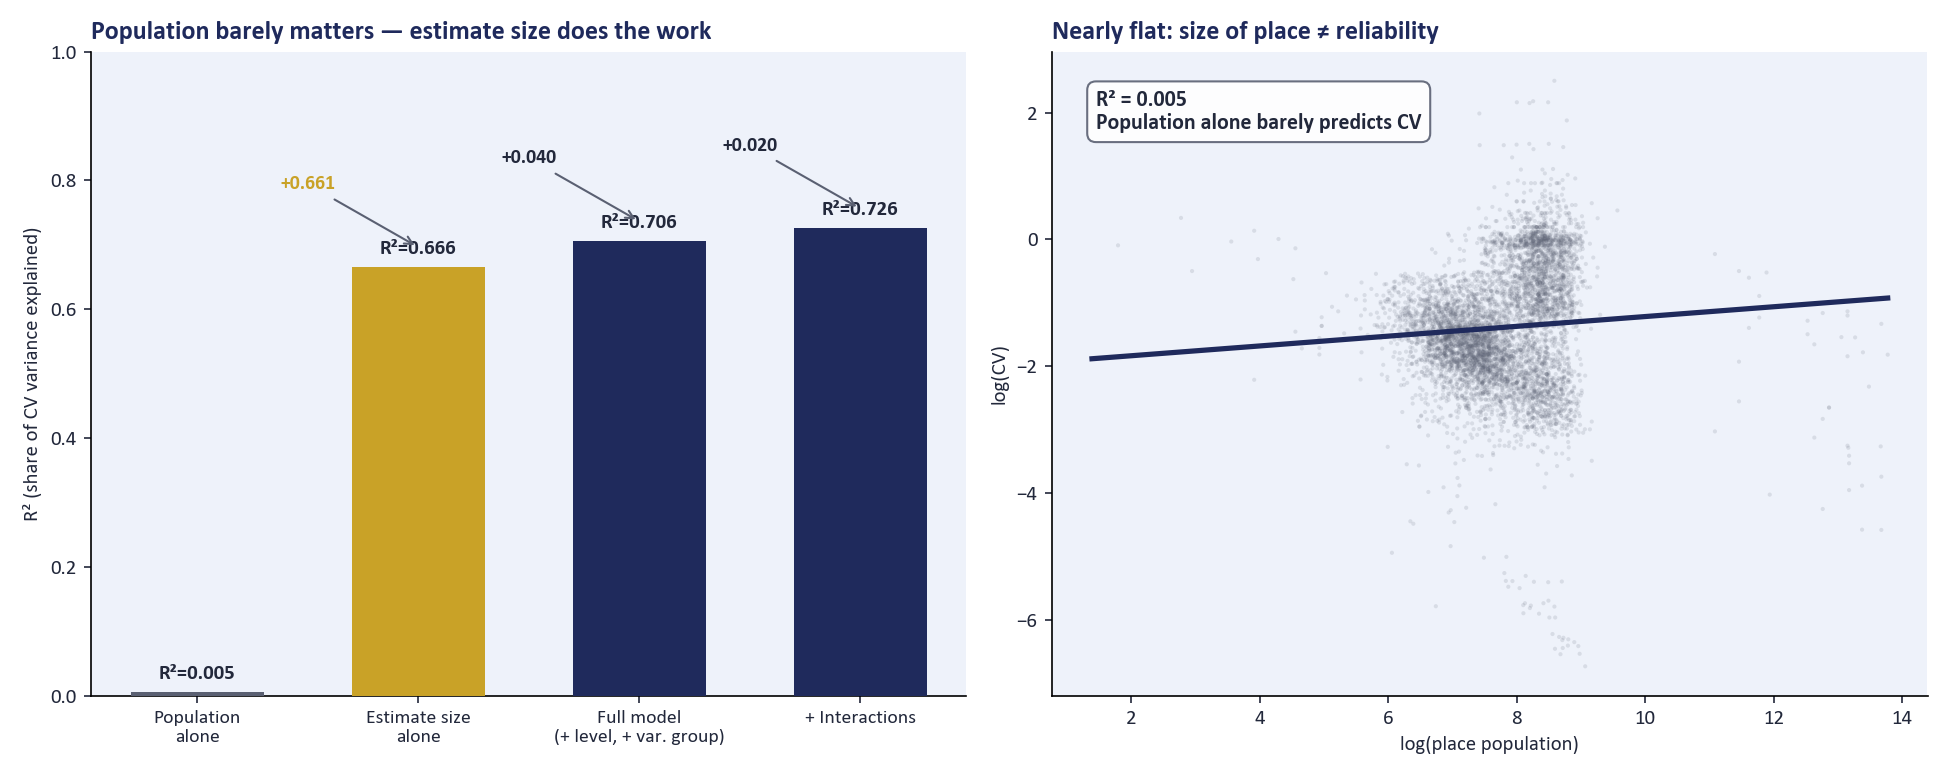 Population barely matters — estimate size does the work
1.0
0.8
0.6
0.4
0.2
0.0
R² (share of CV variance explained)
+0.661
+0.040
+0.020
R²=0.005
R²=0.666
R²=0.706
R²=0.726
Population
alone
Estimate size
alone
Full model
(+ level, + var. group)
+ Interactions
Nearly flat: size of place ≠ reliability
R² = 0.005
Population alone barely predicts CV
2
0
−2
−4
−6
log(CV)
2
4
6
8
10
12
14
log(place population)